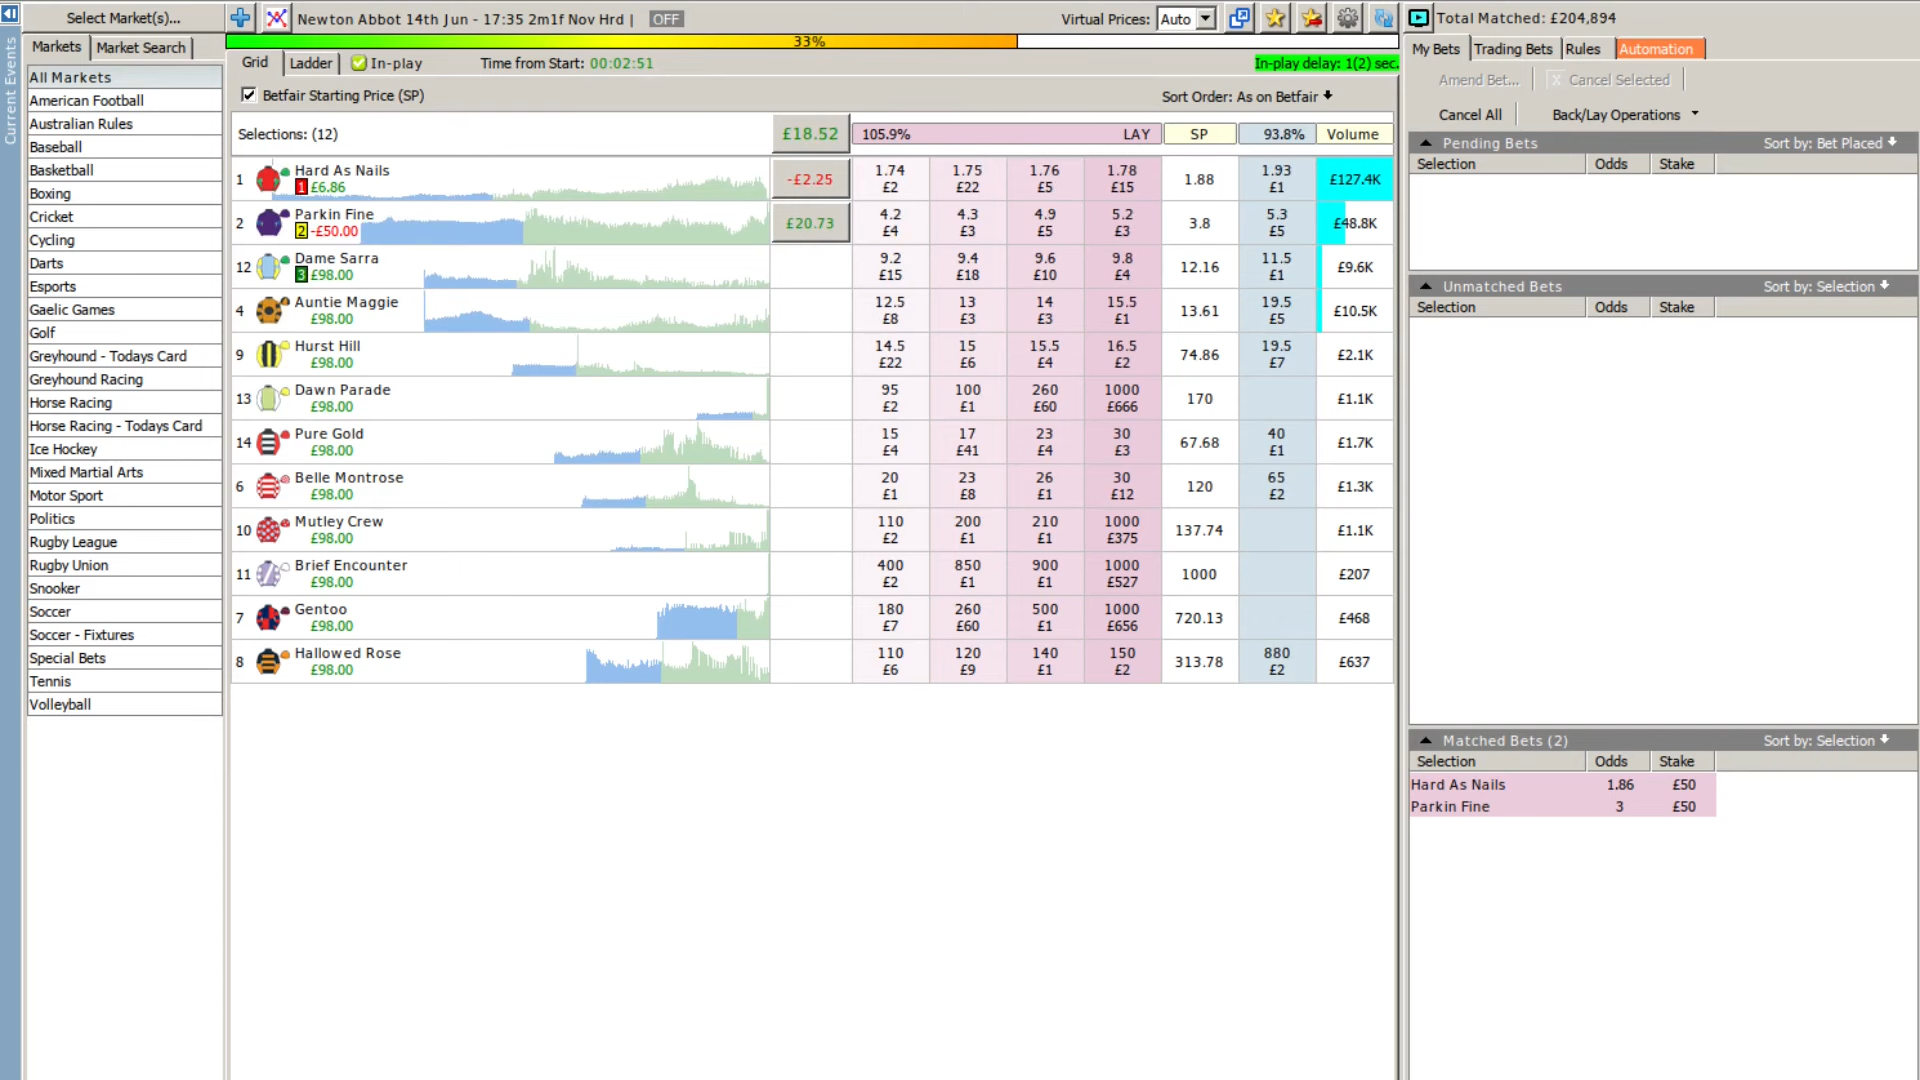 Select Market(s)...
Newton Abbot 14th Jun - 17:35 2m1f Nov Hrd |
OFF
Virtual Prices:
Auto
Total Matched: £204,894
Current Events
Markets
Market Search
33%
Grid
Ladder
In-play
Time from Start: 00:02:51
In-play delay: 1(2) sec.
Betfair Starting Price (SP)
Sort Order: As on Betfair
Selections: (12)
£18.52
105.9%
LAY
SP
93.8%
Volume
1 Hard As Nails -£2.25 1.74 1.75 1.76 1.78 1.88 1.93 £127.4K
1 £6.86 £2 £22 £5 £15 £1
2 Parkin Fine £20.73 4.2 4.3 4.9 5.2 3.8 5.3 £48.8K
2 -£50.00 £4 £3 £5 £3 £5
12 Dame Sarra 9.2 9.4 9.6 9.8 12.16 11.5 £9.6K
3 £98.00 £15 £18 £10 £4 £1
4 Auntie Maggie 12.5 13 14 15.5 13.61 19.5 £10.5K
£98.00 £8 £3 £3 £1 £5
9 Hurst Hill 14.5 15 15.5 16.5 74.86 19.5 £2.1K
£98.00 £22 £6 £4 £2 £7
13 Dawn Parade 95 100 260 1000 170 £1.1K
£98.00 £2 £1 £60 £666
14 Pure Gold 15 17 23 30 67.68 40 £1.7K
£98.00 £4 £41 £4 £3 £1
6 Belle Montrose 20 23 26 30 120 65 £1.3K
£98.00 £1 £8 £1 £12 £2
10 Mutley Crew 110 200 210 1000 137.74 £1.1K
£98.00 £2 £1 £1 £375
11 Brief Encounter 400 850 900 1000 1000 £207
£98.00 £2 £1 £1 £527
7 Gentoo 180 260 500 1000 720.13 £468
£98.00 £7 £60 £1 £656
8 Hallowed Rose 110 120 140 150 313.78 880 £637
£98.00 £6 £9 £1 £2 £2
All Markets
American Football
Australian Rules
Baseball
Basketball
Boxing
Cricket
Cycling
Darts
Esports
Gaelic Games
Golf
Greyhound - Todays Card
Greyhound Racing
Horse Racing
Horse Racing - Todays Card
Ice Hockey
Mixed Martial Arts
Motor Sport
Politics
Rugby League
Rugby Union
Snooker
Soccer
Soccer - Fixtures
Special Bets
Tennis
Volleyball
My Bets
Trading Bets
Rules
Automation
Amend Bet...
X Cancel Selected
Cancel All
Back/Lay Operations
Pending Bets Sort by: Bet Placed
Selection Odds Stake
Unmatched Bets Sort by: Selection
Selection Odds Stake
Matched Bets (2) Sort by: Selection
Selection Odds Stake
Hard As Nails 1.86 £50
Parkin Fine 3 £50